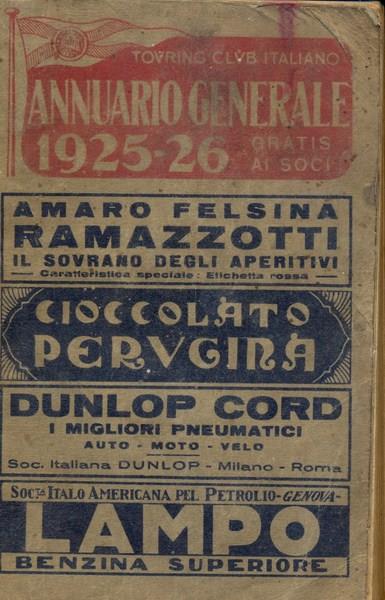 TOVRING CLVB ITALIANO
ANNUARIO GENERALE
1925-26 GRATIS
AI SOCI
AMARO FELSINA
RAMAZZOTTI
IL SOVRANO DEGLI APERITIVI
Caratteristica speciale: Etichetta rossa
CIOCCOLATO
PERVGINA
DUNLOP CORD
I MIGLIORI PNEUMATICI
AUTO - MOTO - VELO
Soc. Italiana DUNLOP - Milano - Roma
SOC.TA ITALO AMERICANA PEL PETROLIO-GENOVA-
LAMPO
BENZINA SUPERIORE